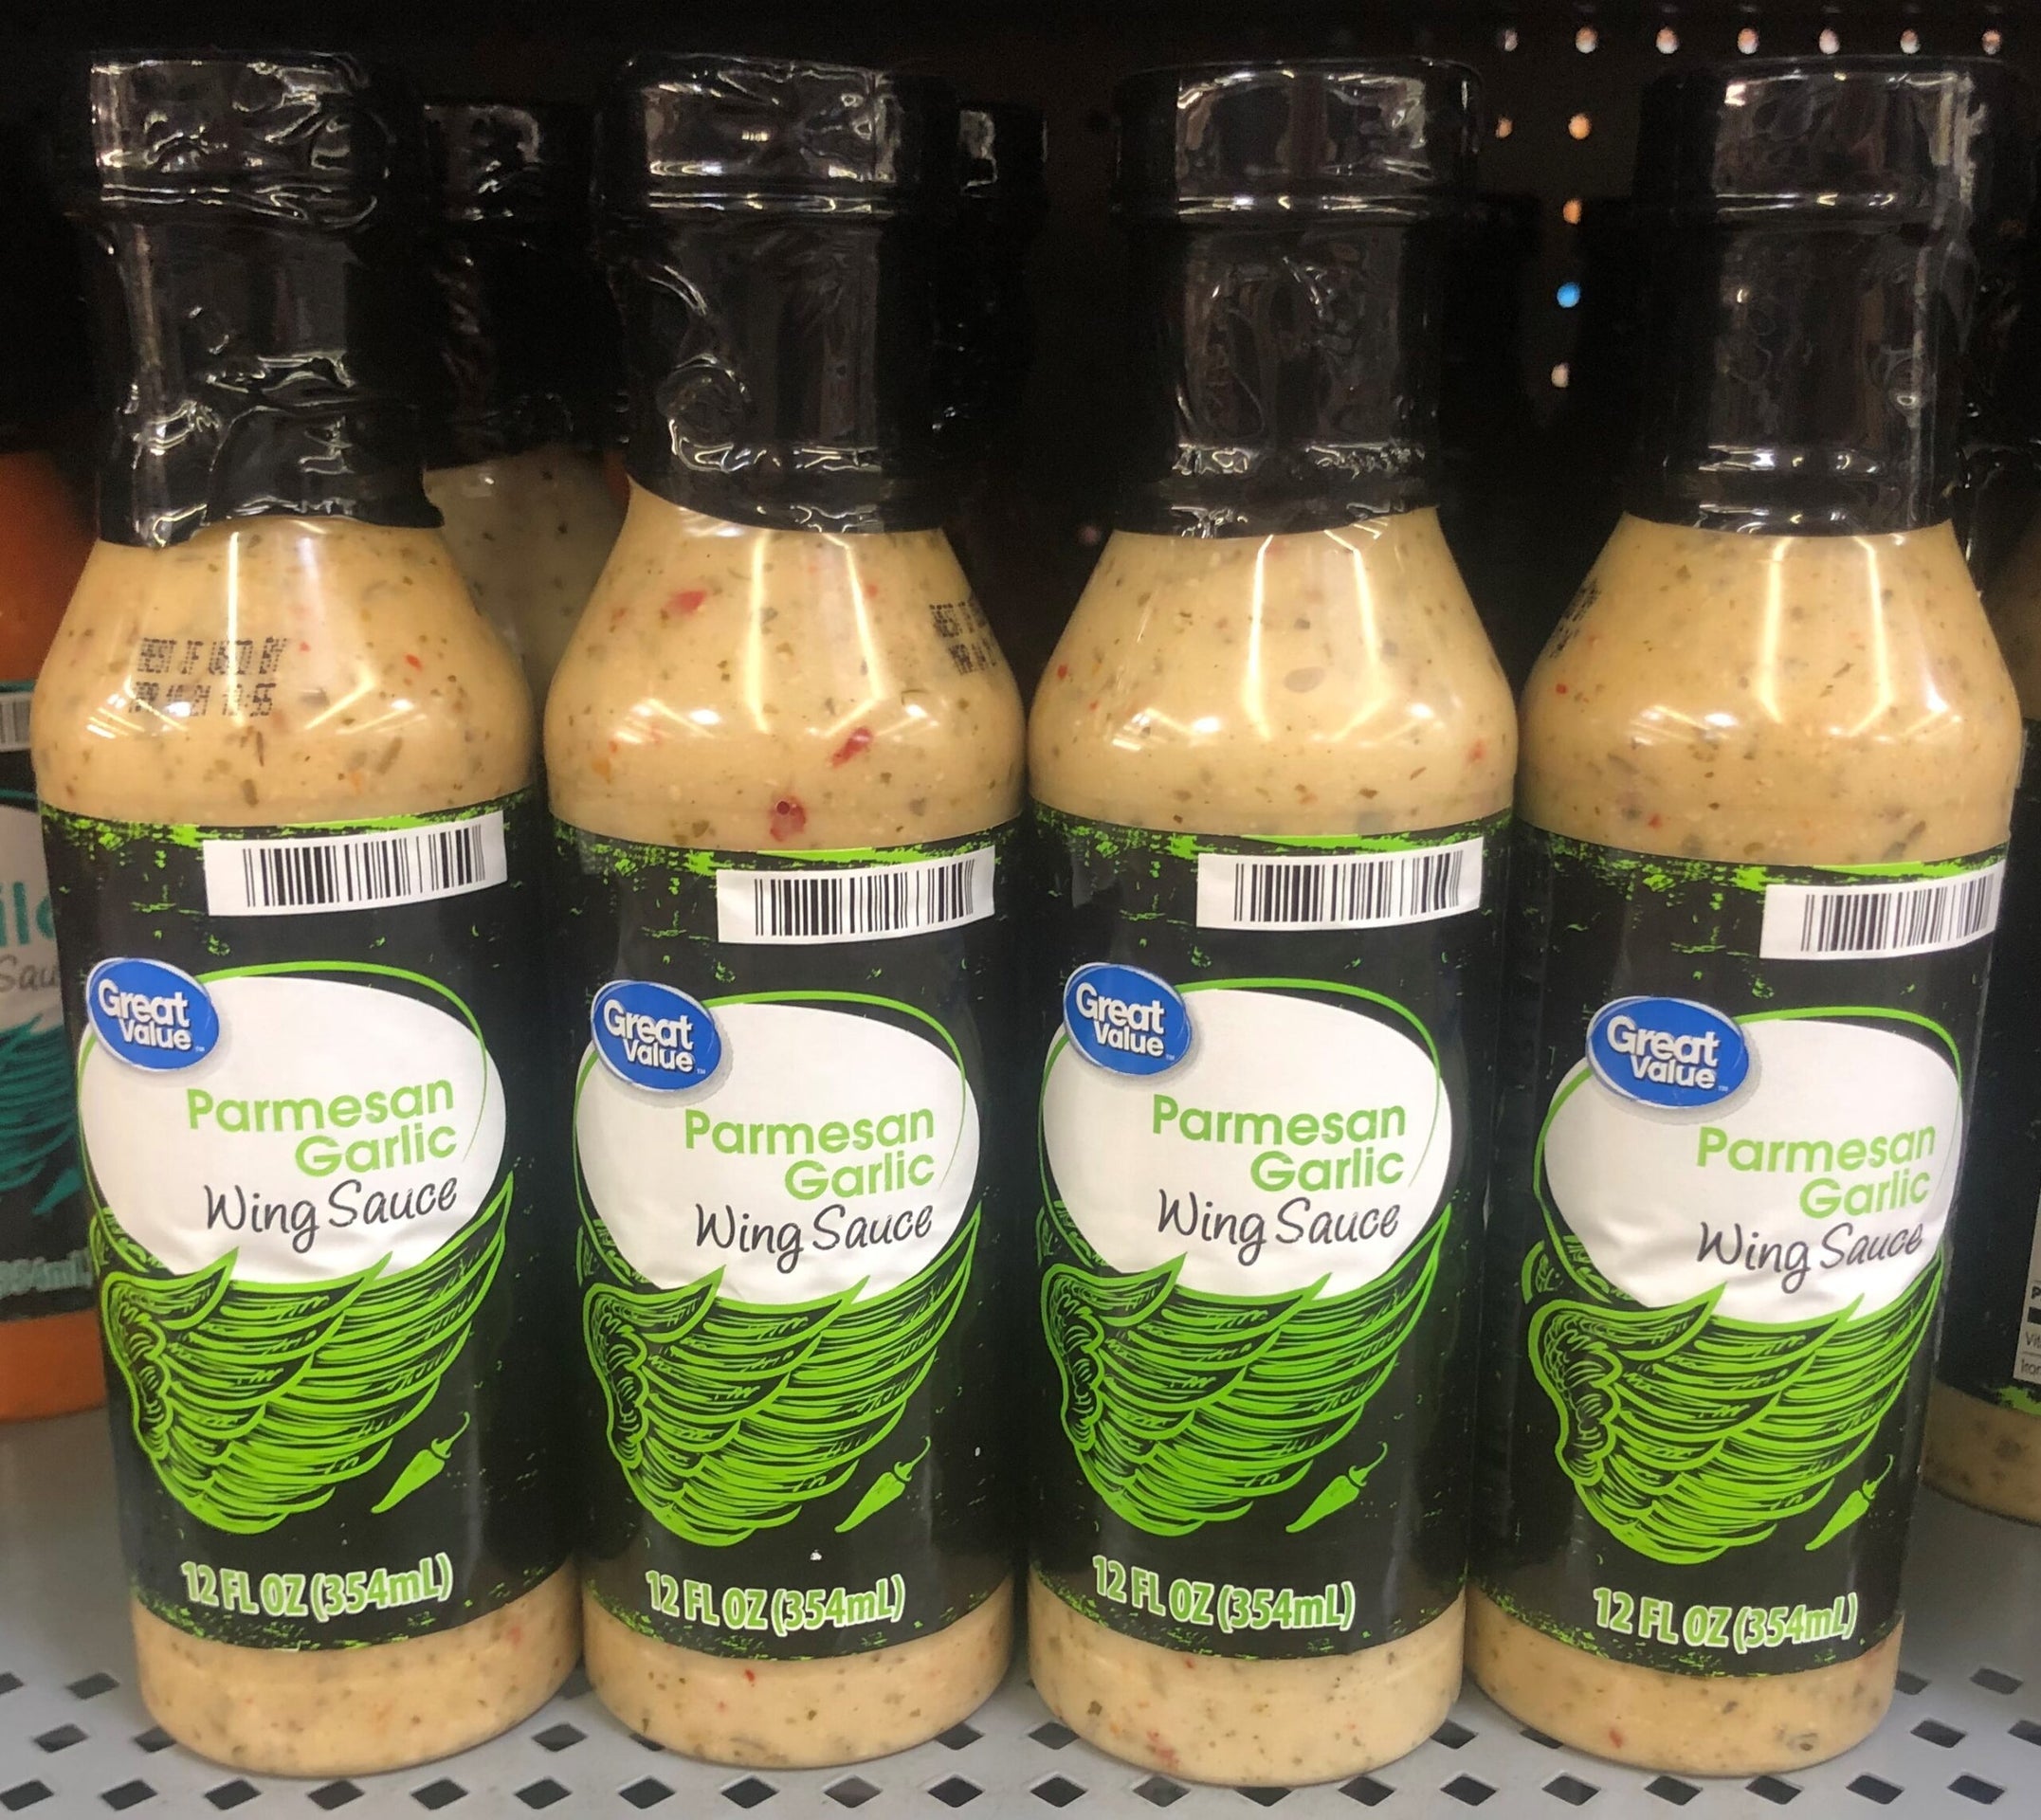 BEST IF USED BY
Great
Value
Parmesan
Garlic
Wing Sauce
12 FL OZ (354mL)
Great
Value
Parmesan
Garlic
Wing Sauce
12 FL OZ (354mL)
Great
Value
Parmesan
Garlic
Wing Sauce
12 FL OZ (354mL)
Great
Value
Parmesan
Garlic
Wing Sauce
12 FL OZ (354mL)